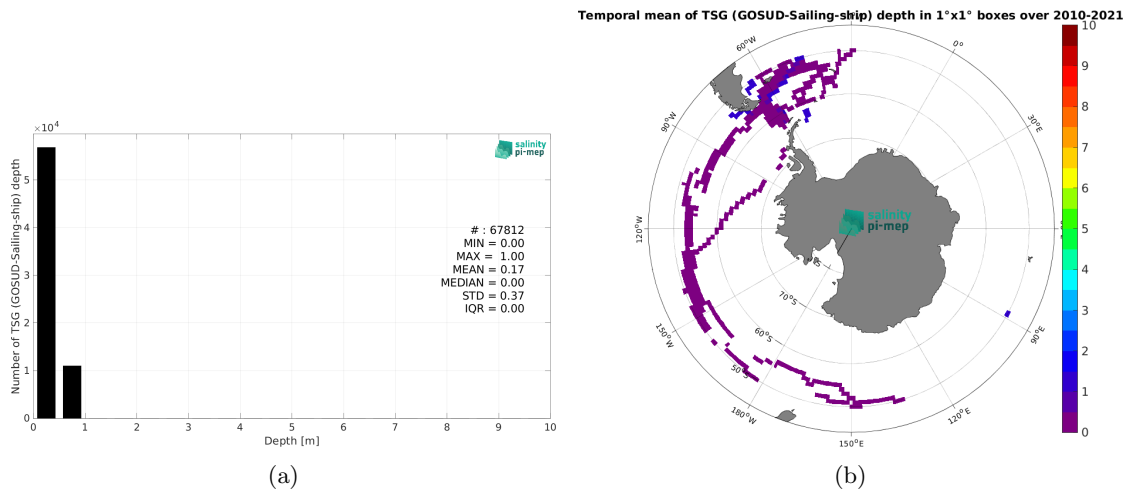 Temporal mean of TSG (GOSUD-Sailing-ship) depth in 1°x1° boxes over 2010-2021
×10⁴
Number of TSG (GOSUD-Sailing-ship) depth
5
4
3
2
1
0
salinity
pi-mep
# : 67812
MIN = 0.00
MAX = 1.00
MEAN = 0.17
MEDIAN = 0.00
STD = 0.37
IQR = 0.00
0 1 2 3 4 5 6 7 8 9 10
Depth [m]
60°W
0°
30°E
90°W
120°W
150°W
180°W
150°E
120°E
90°E
70°S
60°S
50°S
salinity
pi-mep
10
9
8
7
6
5
4
3
2
1
0
(a)
(b)